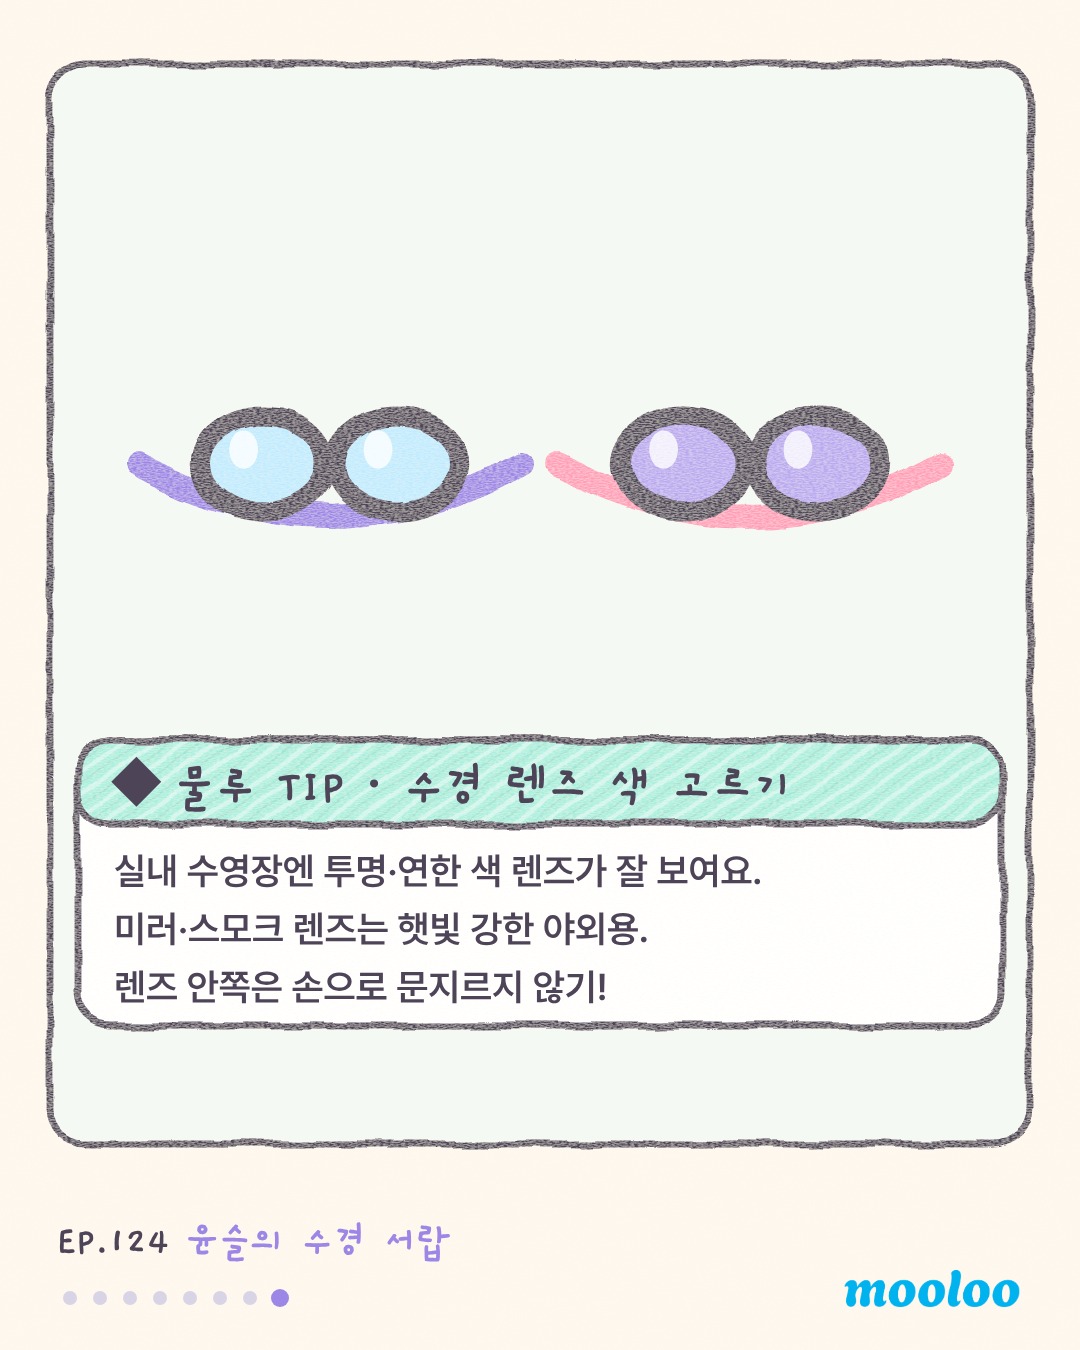 물루 TIP · 수경 렌즈 색 고르기
실내 수영장엔 투명·연한 색 렌즈가 잘 보여요.
미러·스모크 렌즈는 햇빛 강한 야외용.
렌즈 안쪽은 손으로 문지르지 않기!
EP.124 윤슬의 수경 서랍
mooloo